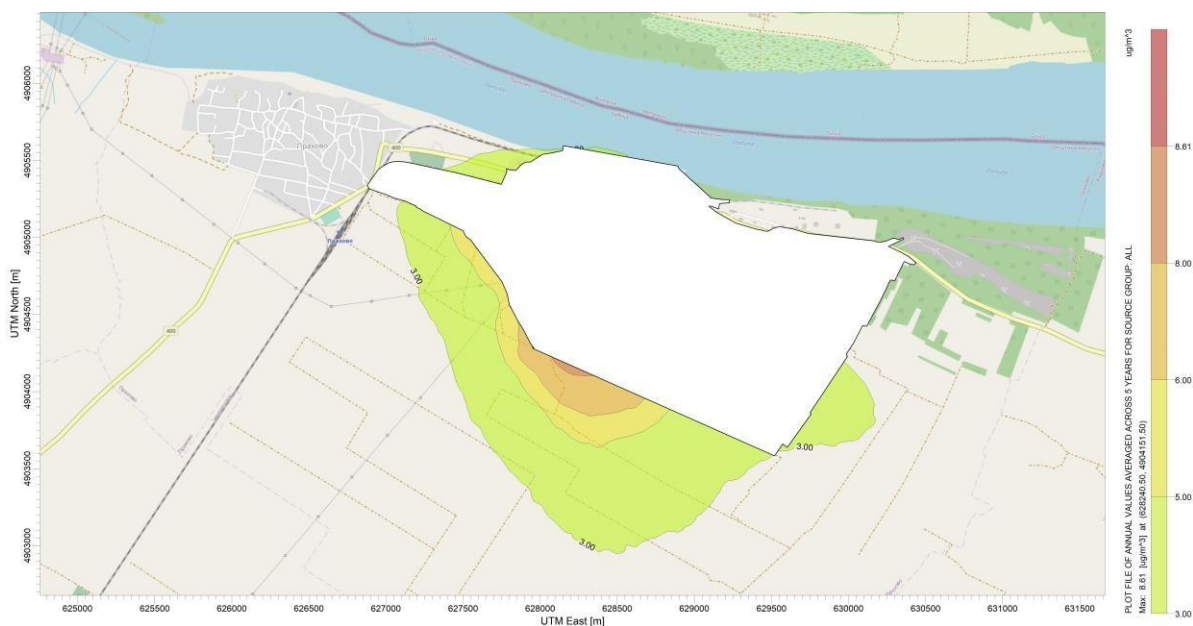 ug/m^3
8.61
8.00
6.00
5.00
3.00
PLOT FILE OF ANNUAL VALUES AVERAGED ACROSS 5 YEARS FOR SOURCE GROUP: ALL
Max: 8.61 [ug/m^3] at (628240.50, 4904151.50)
UTM North [m]
4906000
4905500
4905000
4904500
4904000
4903500
4903000
Прахово
400
Прахово
3.00
400
3.00
3.00
625000 625500 626000 626500 627000 627500 628000 628500 629000 629500 630000 630500 631000 631500
UTM East [m]